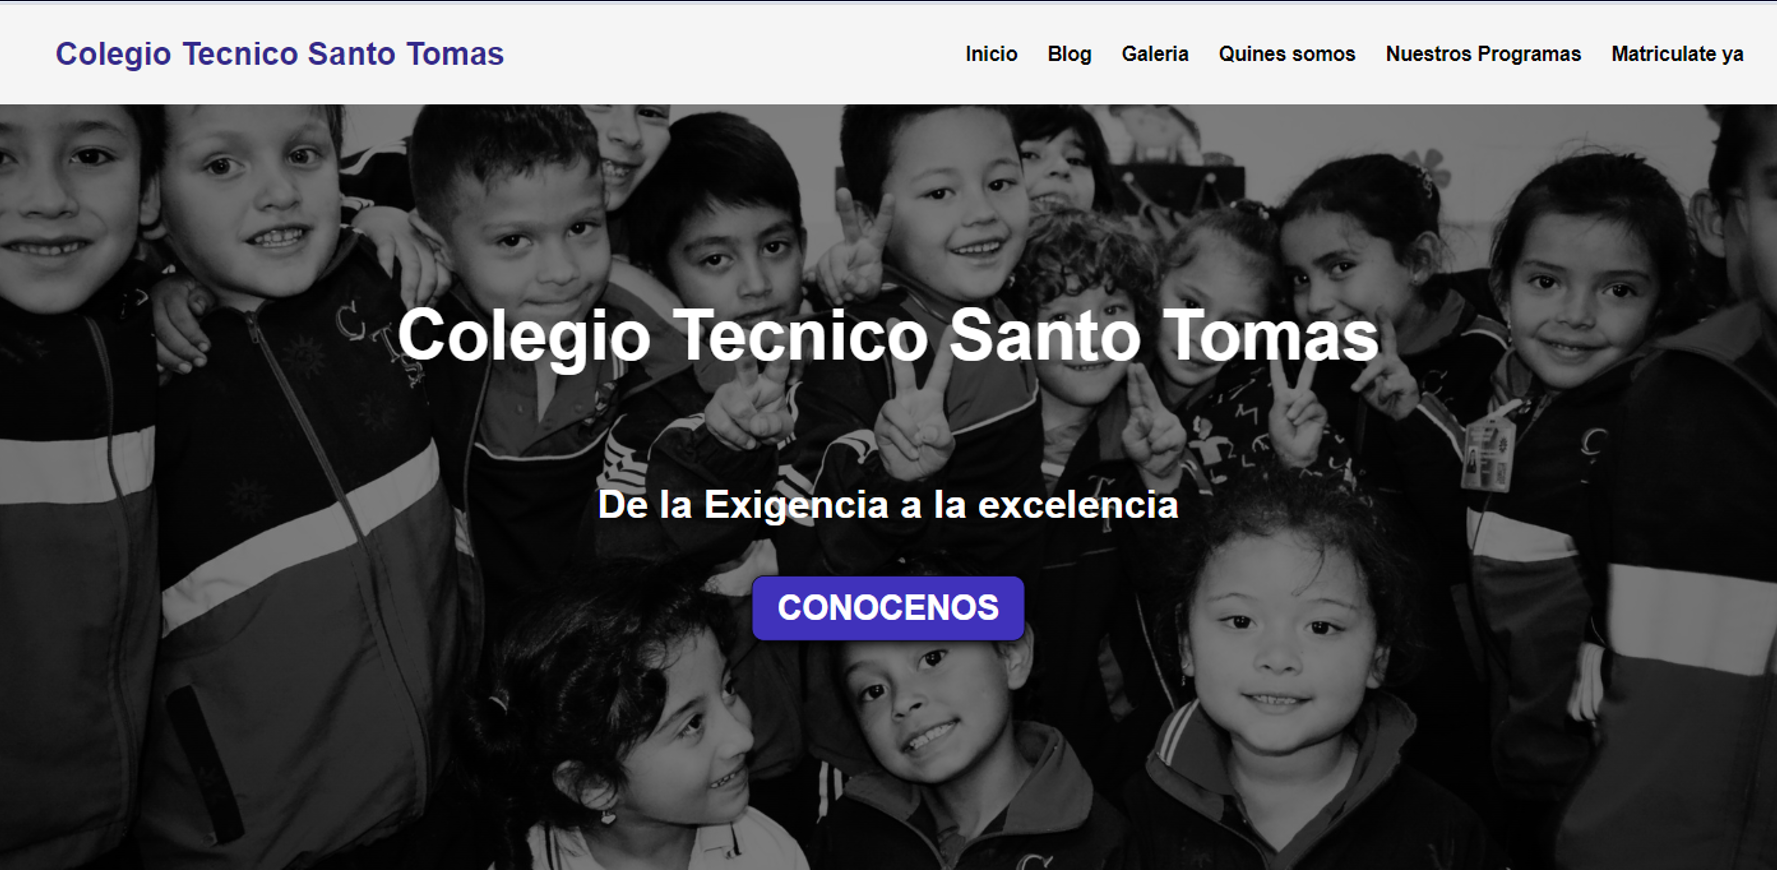 Colegio Tecnico Santo Tomas
Inicio Blog Galeria Quines somos Nuestros Programas Matriculate ya
Colegio Tecnico Santo Tomas
De la Exigencia a la excelencia
CONOCENOS